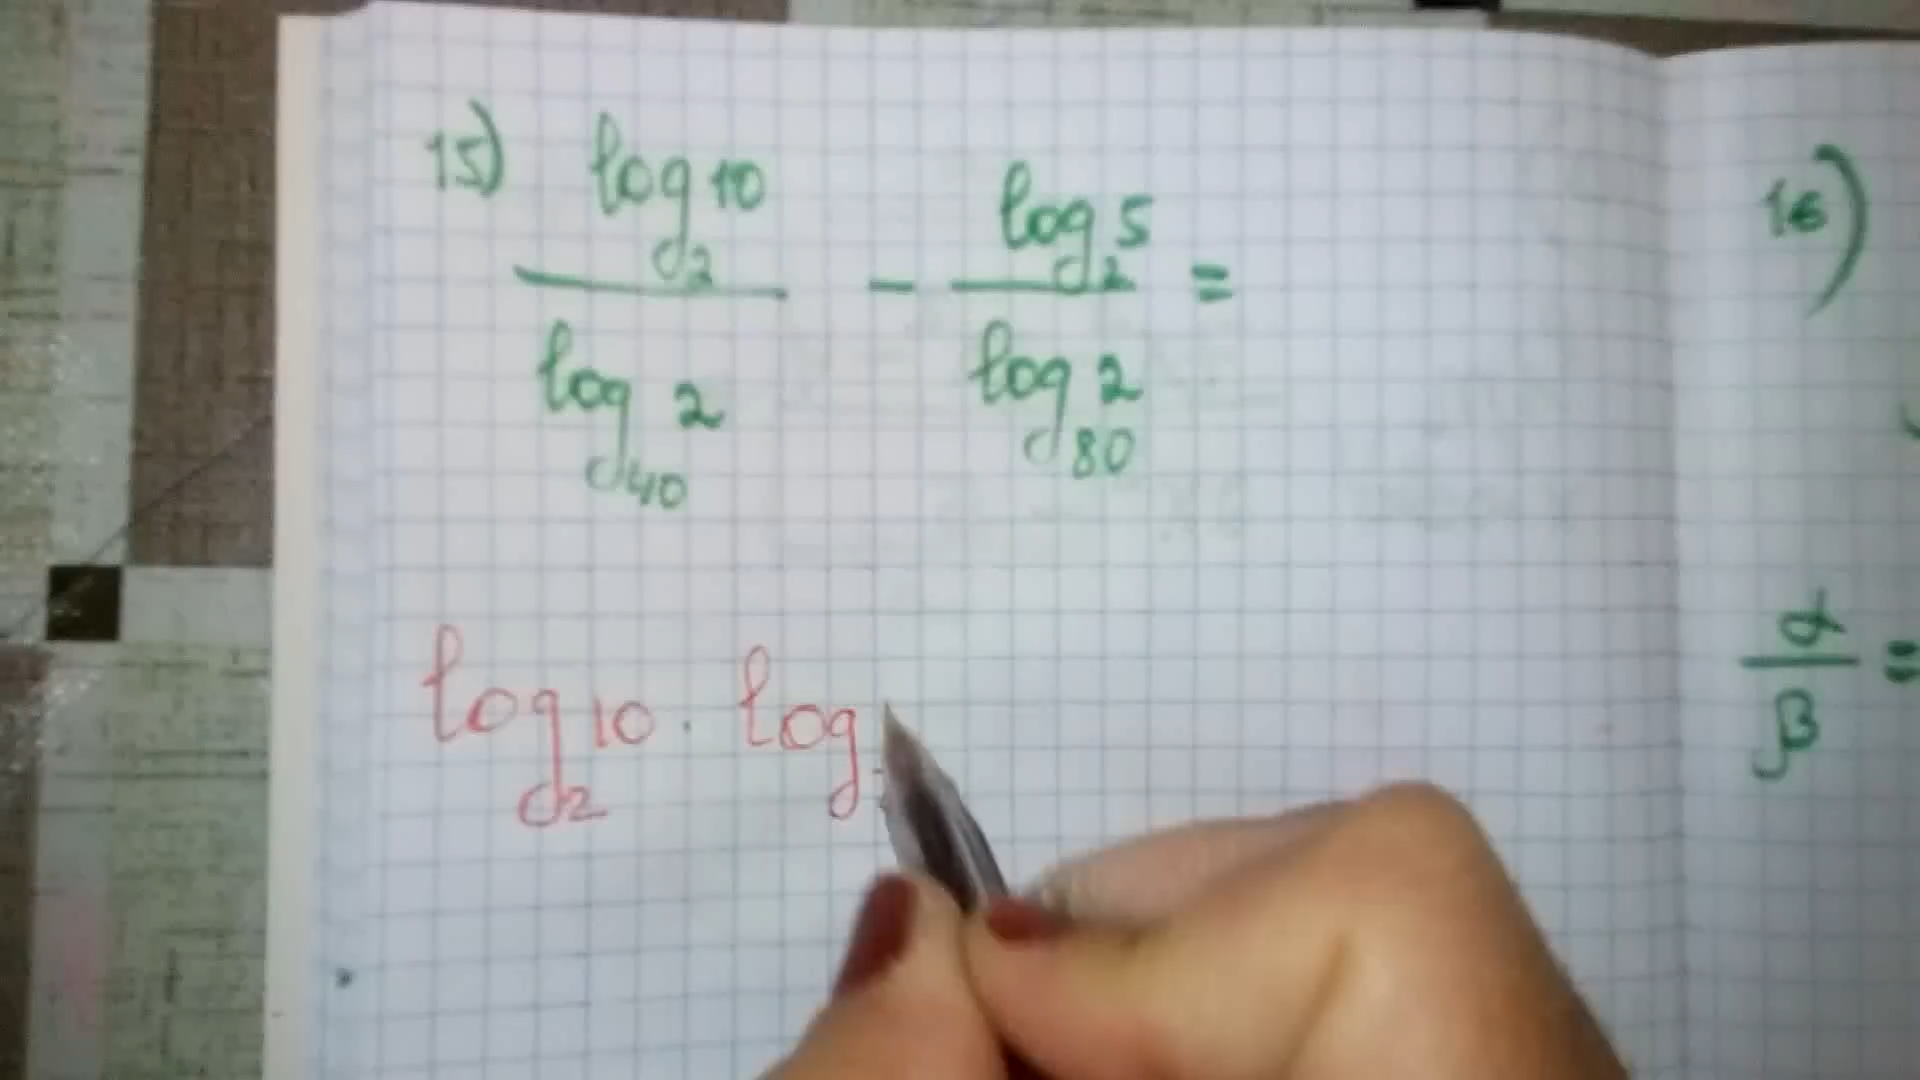 15) log₂10 / log₄₀2 - log₂5 / log₈₀2 =
log₂10 · log
16)
α/β =